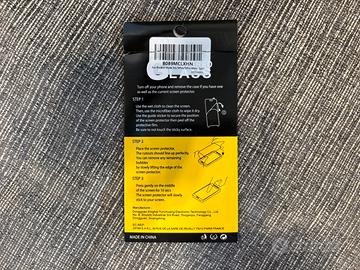 B089MCLXHN
GLASS
Turn off your phone and remove the case if you have one
as well as the current screen protector.
STEP 1
Use the wet cloth to clean the screen.
Then, use the microfiber cloth to wipe it dry.
Use the guide sticker to secure the position
of the screen protector then peel off the
protective film.
Be sure not to touch the sticky surface.
STEP 2
Place the screen protector.
The cutouts should line up perfectly.
You can remove any remaining
bubbles
by slowly lifting the edge of the
screen protector.
STEP 3
Press gently on the middle
of the screen for 10 secs
The screen protector will slowly
stick to your screen.
Manufacturer:
MADE IN CHINA